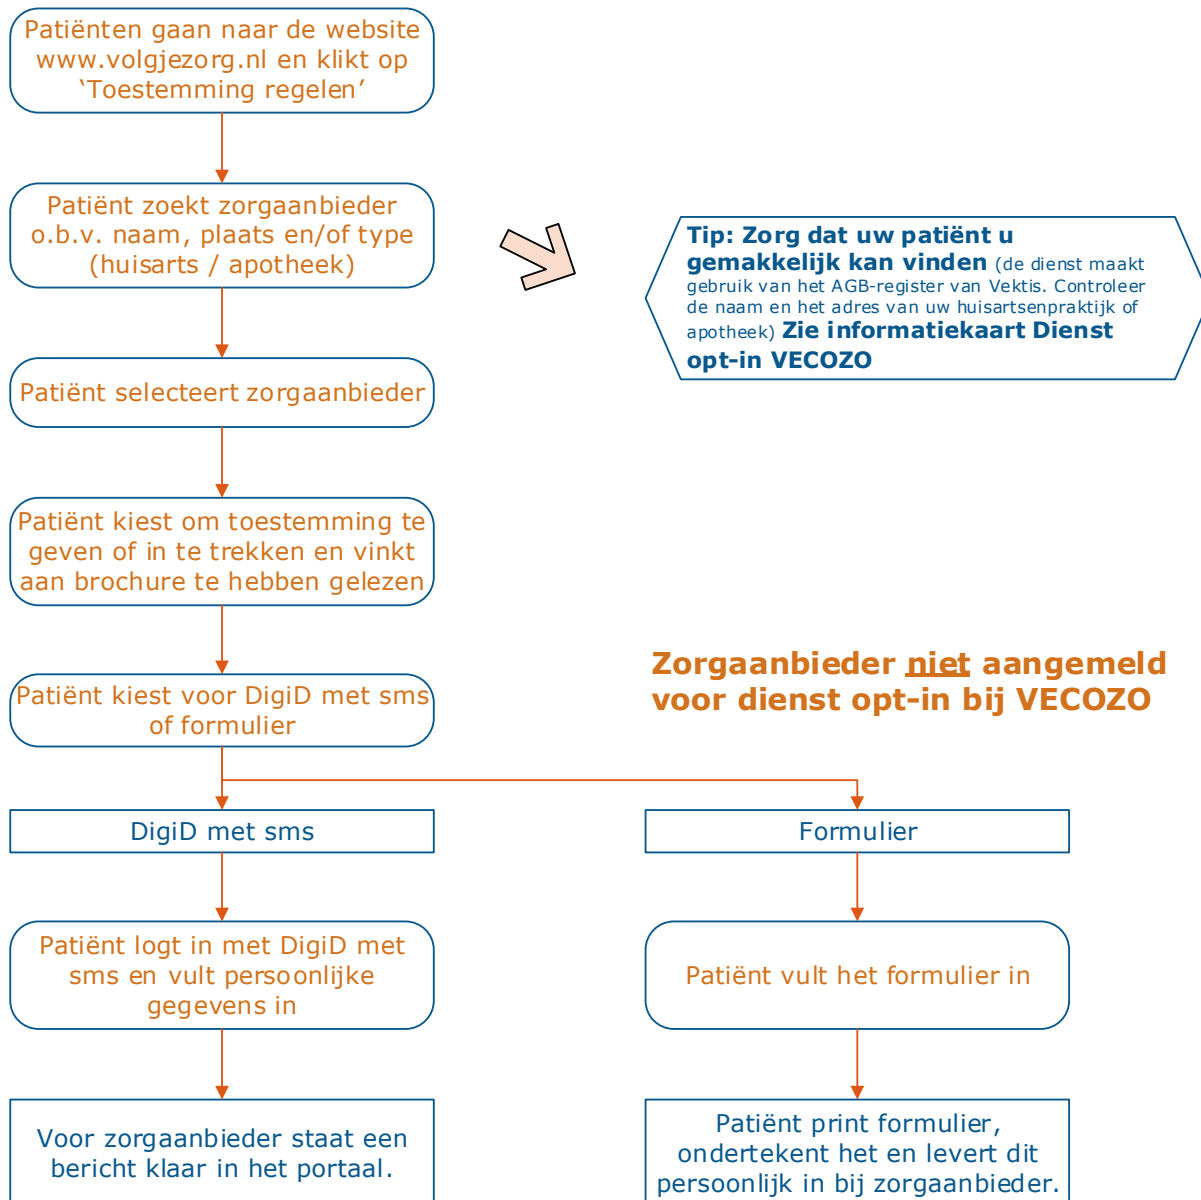 Patiënten gaan naar de website
www.volgjezorg.nl en klikt op
‘Toestemming regelen’
Patiënt zoekt zorgaanbieder
o.b.v. naam, plaats en/of type
(huisarts / apotheek)
Tip: Zorg dat uw patiënt u
gemakkelijk kan vinden (de dienst maakt
gebruik van het AGB-register van Vektis. Controleer
de naam en het adres van uw huisartsenpraktijk of
apotheek) Zie informatiekaart Dienst
opt-in VECOZO
Patiënt selecteert zorgaanbieder
Patiënt kiest om toestemming te
geven of in te trekken en vinkt
aan brochure te hebben gelezen
Zorgaanbieder niet aangemeld
voor dienst opt-in bij VECOZO
Patiënt kiest voor DigiD met sms
of formulier
DigiD met sms
Formulier
Patiënt logt in met DigiD met
sms en vult persoonlijke
gegevens in
Patiënt vult het formulier in
Voor zorgaanbieder staat een
bericht klaar in het portaal.
Patiënt print formulier,
ondertekent het en levert dit
persoonlijk in bij zorgaanbieder.